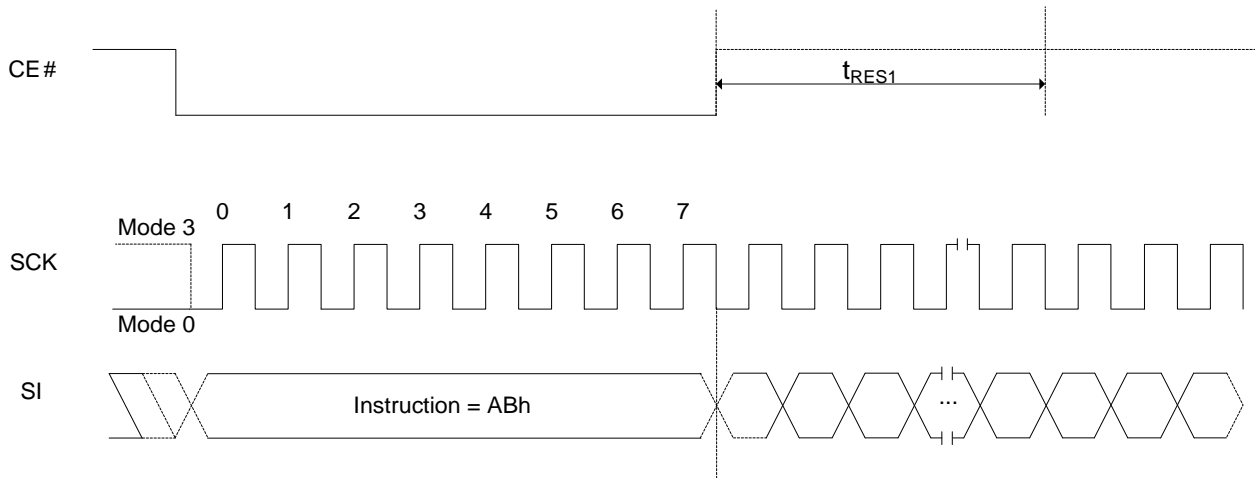 CE#
tRES1
0 1 2 3 4 5 6 7
Mode 3
SCK
Mode 0
SI
Instruction = ABh
...